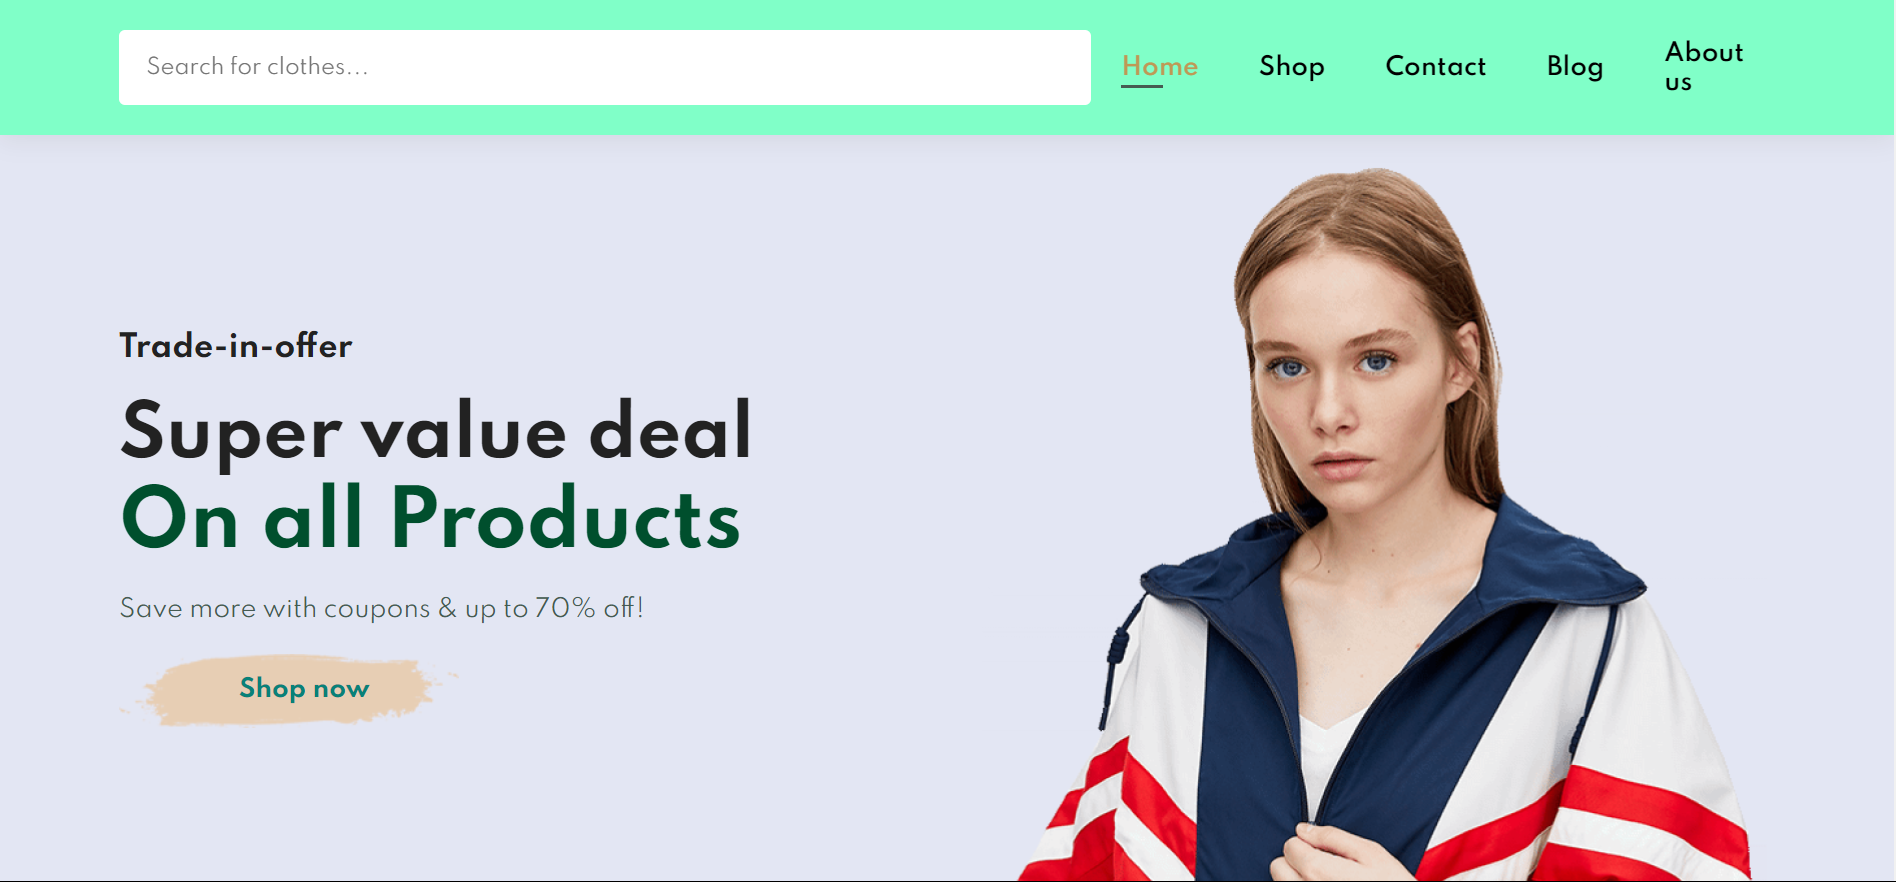 Search for clothes...
Home
Shop
Contact
Blog
About
us
Trade-in-offer
Super value deal
On all Products
Save more with coupons & up to 70% off!
Shop now